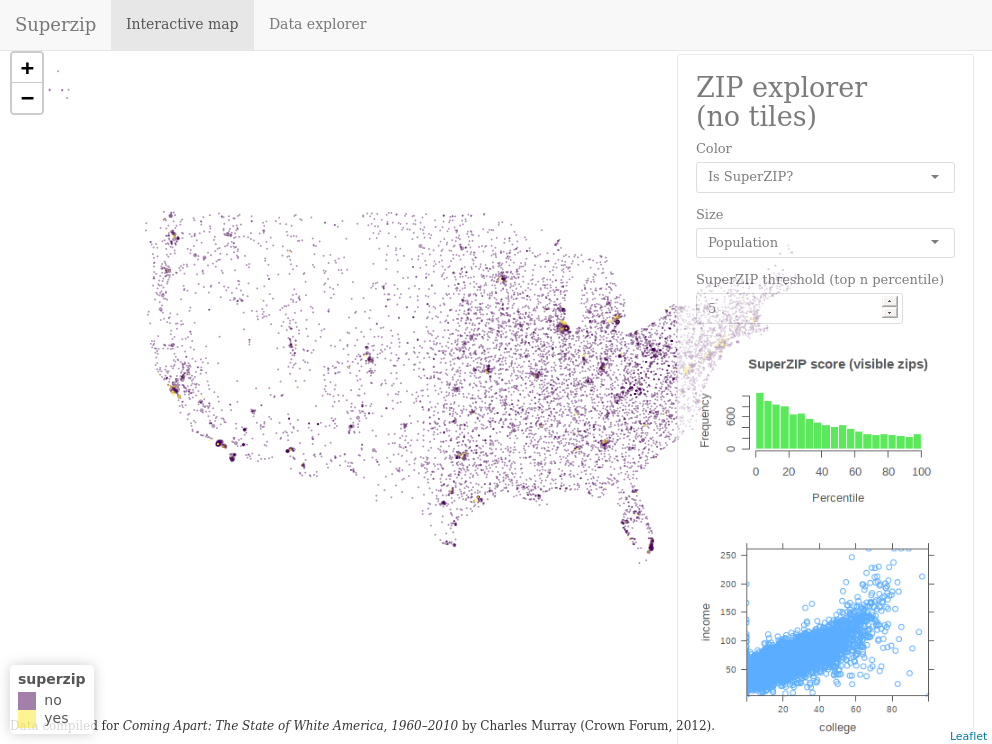 Superzip
Interactive map
Data explorer
+
−
ZIP explorer
(no tiles)
Color
Is SuperZIP?
Size
Population
SuperZIP threshold (top n percentile)
5
SuperZIP score (visible zips)
Frequency
600
0
0 20 40 60 80 100
Percentile
250
200
150
100
50
income
20 40 60 80
college
superzip
no
yes
Data compiled for Coming Apart: The State of White America, 1960–2010 by Charles Murray (Crown Forum, 2012).
Leaflet